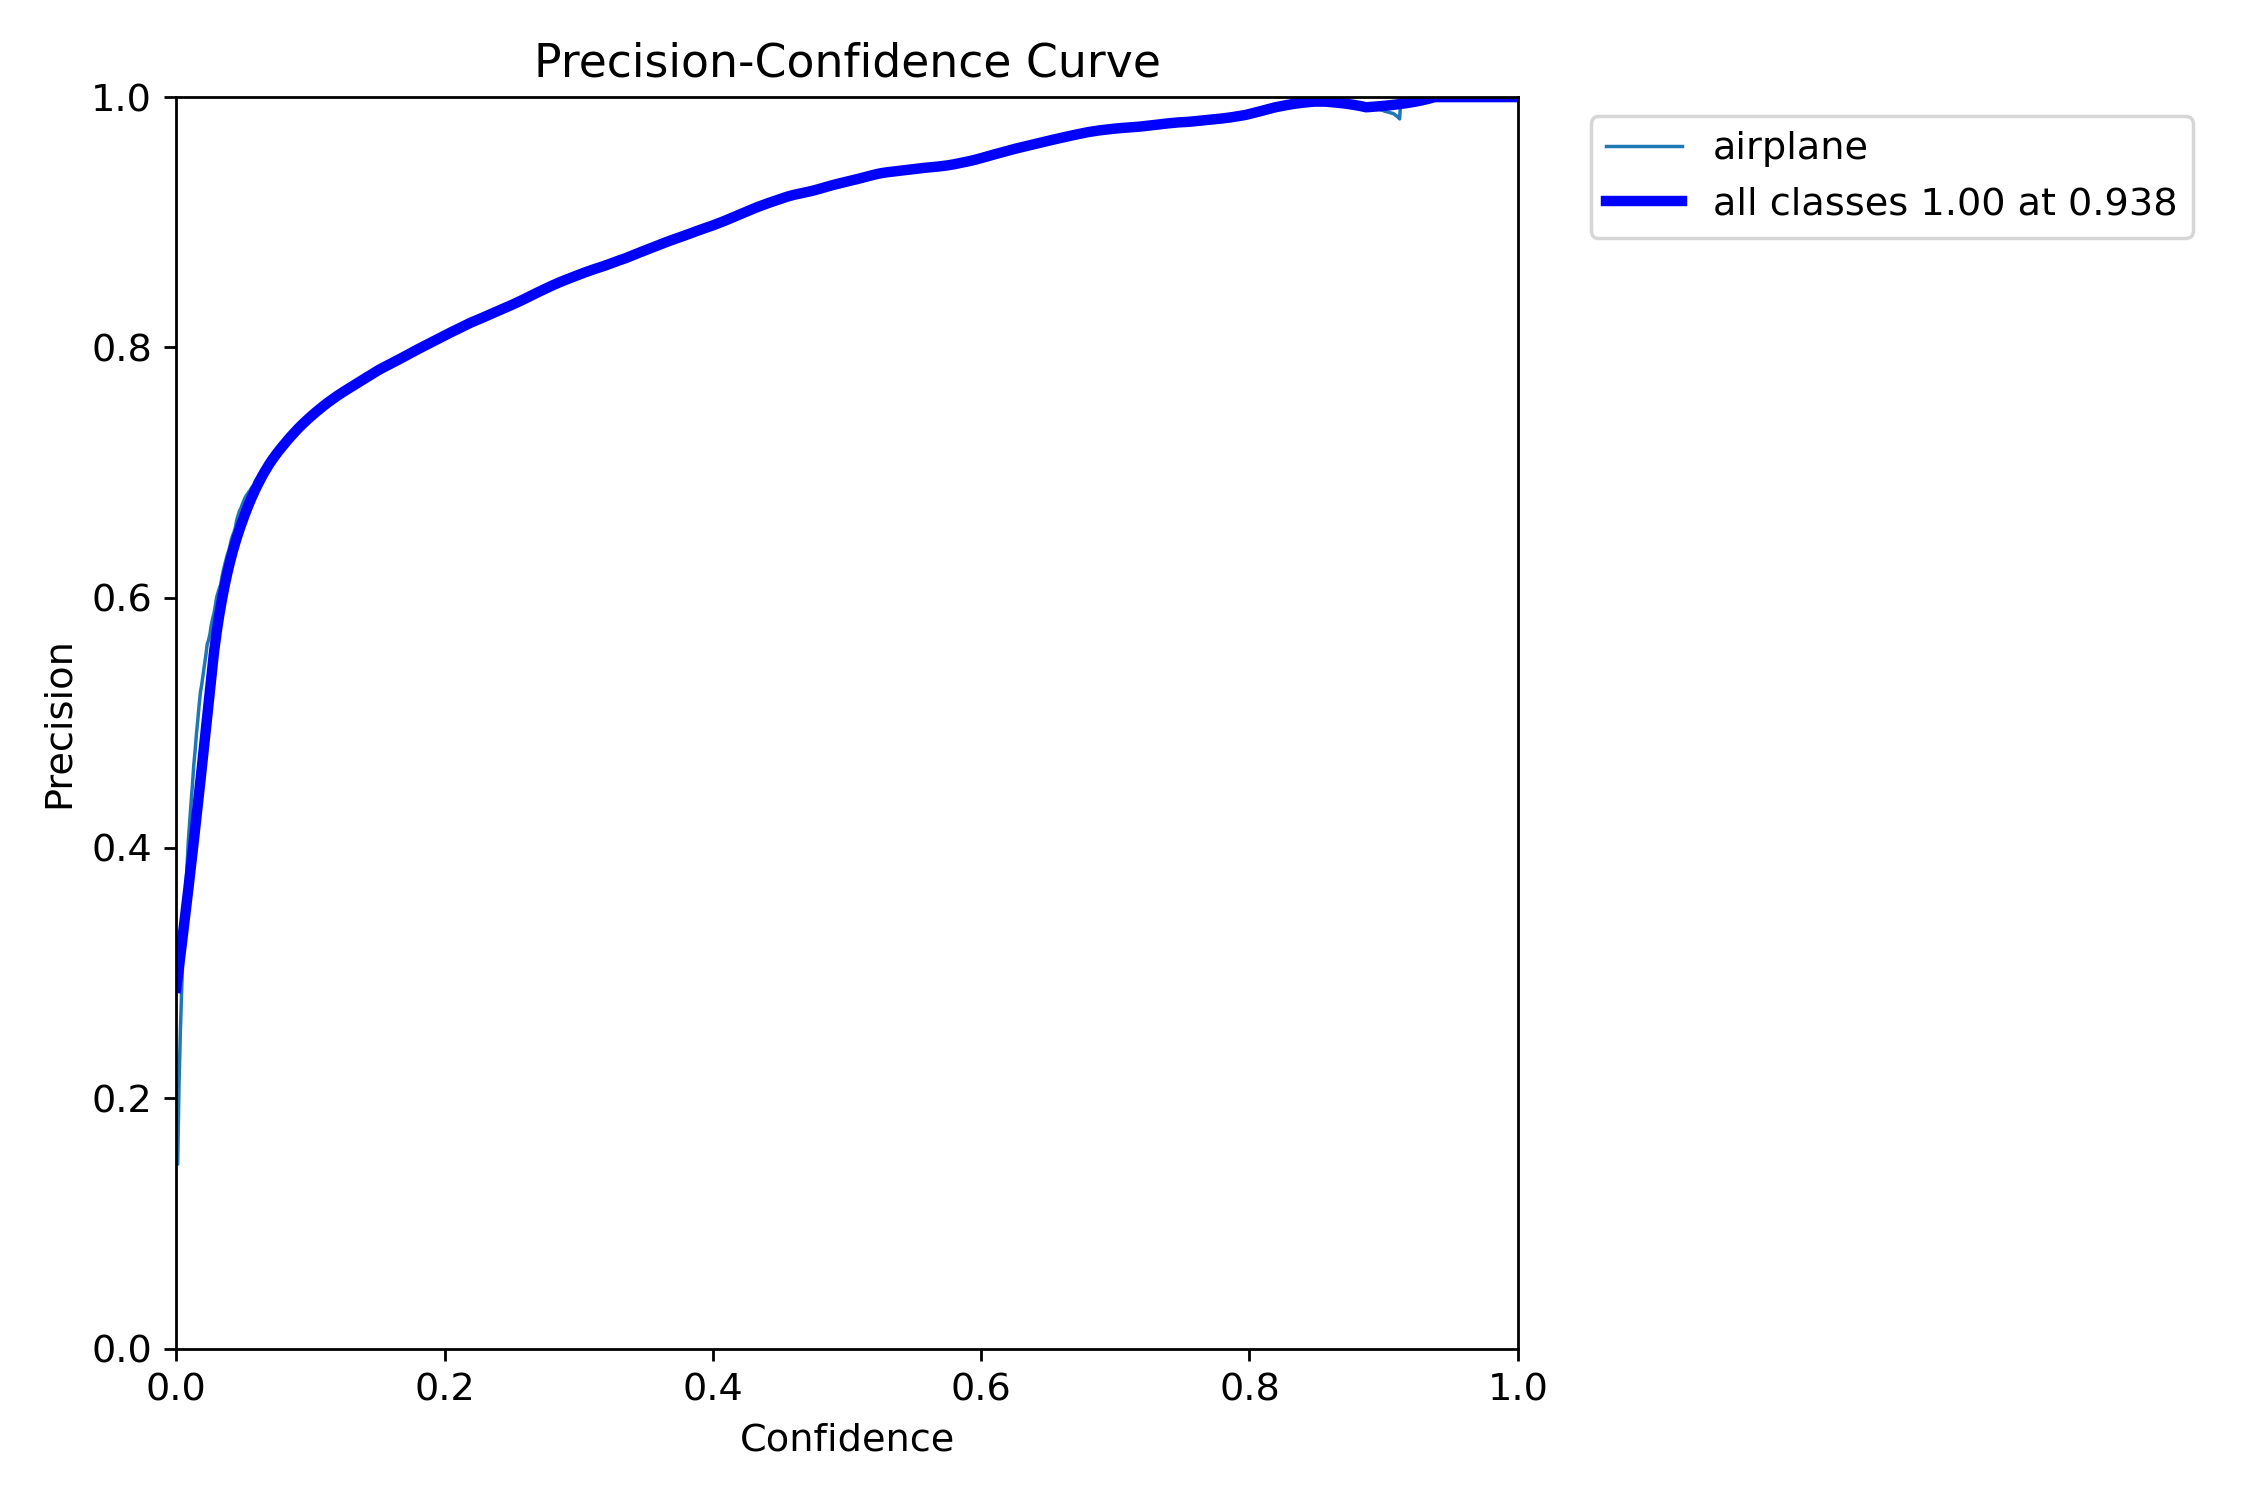 Precision-Confidence Curve
1.0
0.8
0.6
0.4
0.2
0.0
Precision
0.0 0.2 0.4 0.6 0.8 1.0
Confidence
airplane
all classes 1.00 at 0.938